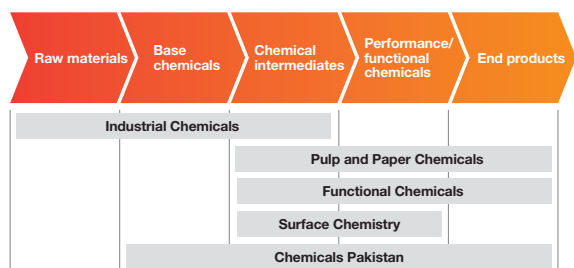 Raw materials
Base
chemicals
Chemical
intermediates
Performance/
functional
chemicals
End products
Industrial Chemicals
Pulp and Paper Chemicals
Functional Chemicals
Surface Chemistry
Chemicals Pakistan